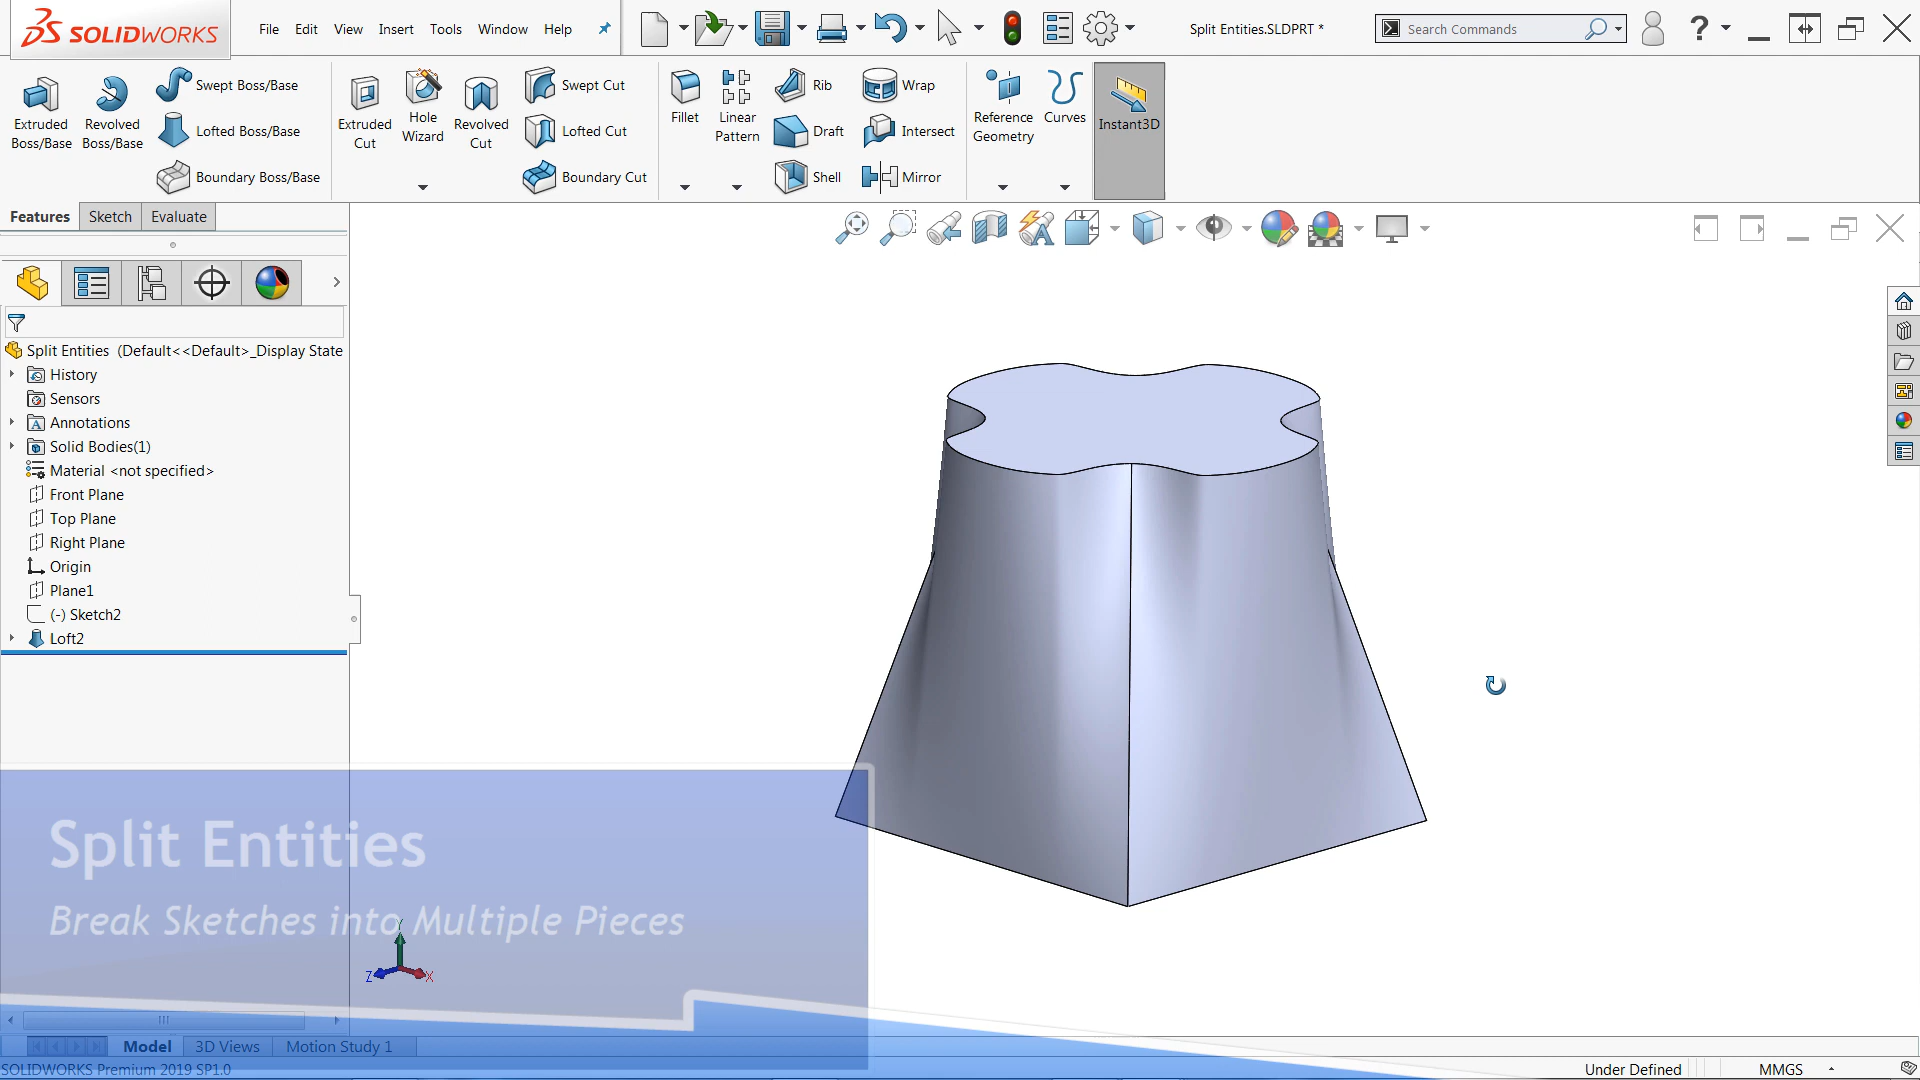 SOLIDWORKS
File Edit View Insert Tools Window Help
Split Entities.SLDPRT *
Search Commands
?
Extruded Boss/Base
Revolved Boss/Base
Swept Boss/Base
Lofted Boss/Base
Boundary Boss/Base
Extruded Cut
Hole Wizard
Revolved Cut
Swept Cut
Lofted Cut
Boundary Cut
Fillet
Linear Pattern
Rib
Draft
Shell
Wrap
Intersect
Mirror
Reference Geometry
Curves
Instant3D
Features Sketch Evaluate
Split Entities (Default<<Default>_Display State
History
Sensors
Annotations
Solid Bodies(1)
Material <not specified>
Front Plane
Top Plane
Right Plane
Origin
Plane1
(-) Sketch2
Loft2
Split Entities
Break Sketches into Multiple Pieces
Y
Z X
Model 3D Views Motion Study 1
SOLIDWORKS Premium 2019 SP1.0
Under Defined MMGS